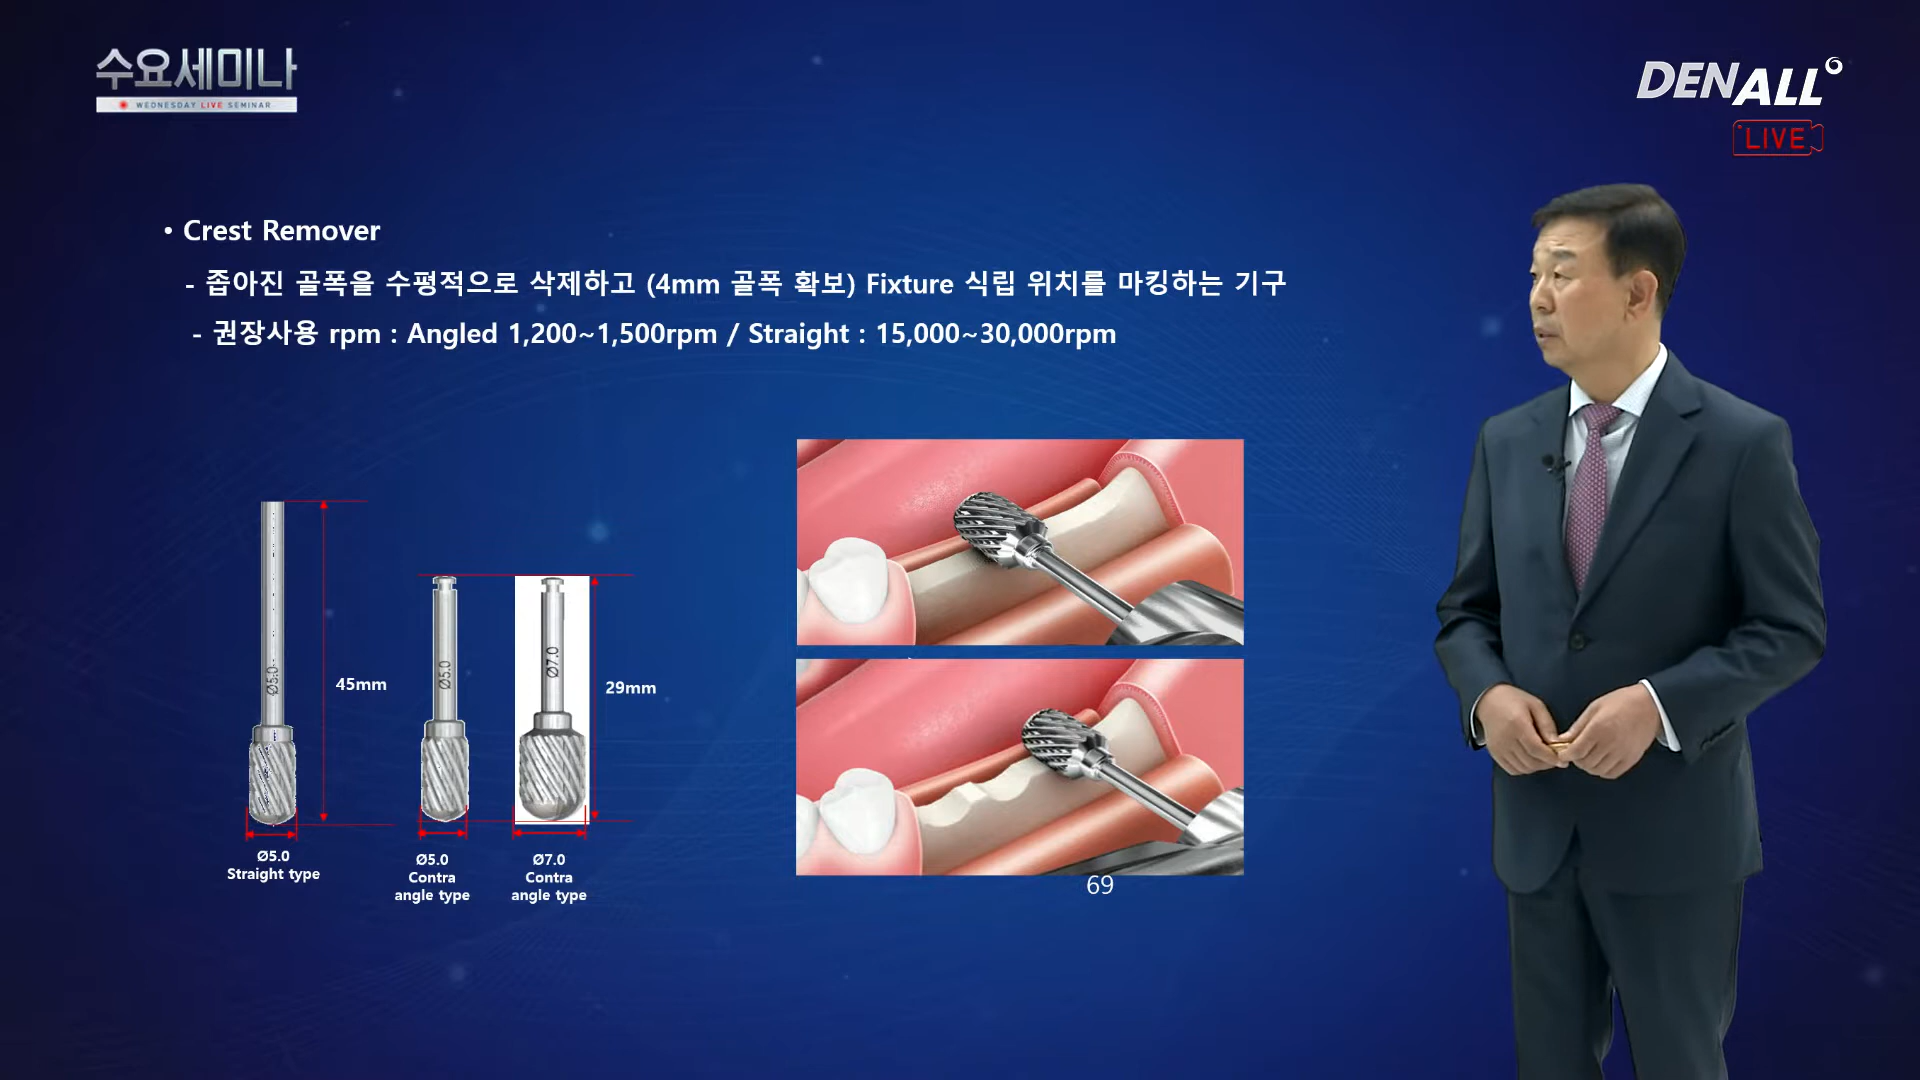 수요세미나
WEDNESDAY LIVE SEMINAR
DENALL
LIVE
• Crest Remover
- 좁아진 골폭을 수평적으로 삭제하고 (4mm 골폭 확보) Fixture 식립 위치를 마킹하는 기구
- 권장사용 rpm : Angled 1,200~1,500rpm / Straight : 15,000~30,000rpm
Ø5.0
45mm
Ø5.0
Ø7.0
29mm
Ø5.0
Straight type
Ø5.0
Contra
angle type
Ø7.0
Contra
angle type
69